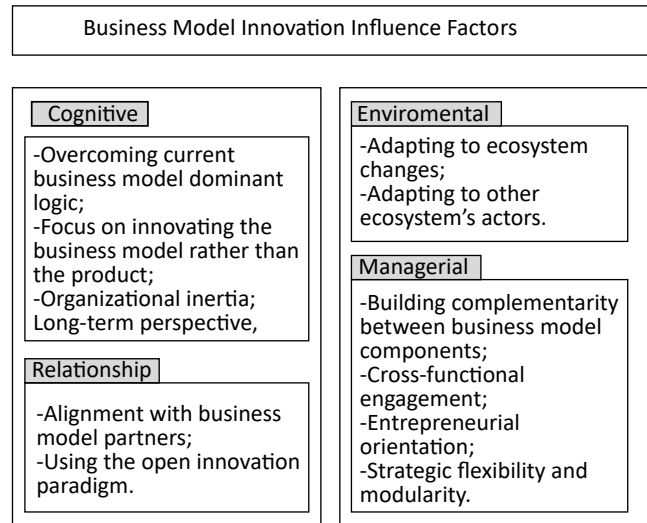 Business Model Innovation Influence Factors
Cognitive
-Overcoming current
business model dominant
logic;
-Focus on innovating the
business model rather than
the product;
-Organizational inertia;
Long-term perspective,
Relationship
-Alignment with business
model partners;
-Using the open innovation
paradigm.
Enviromental
-Adapting to ecosystem
changes;
-Adapting to other
ecosystem’s actors.
Managerial
-Building complementarity
between business model
components;
-Cross-functional
engagement;
-Entrepreneurial
orientation;
-Strategic flexibility and
modularity.